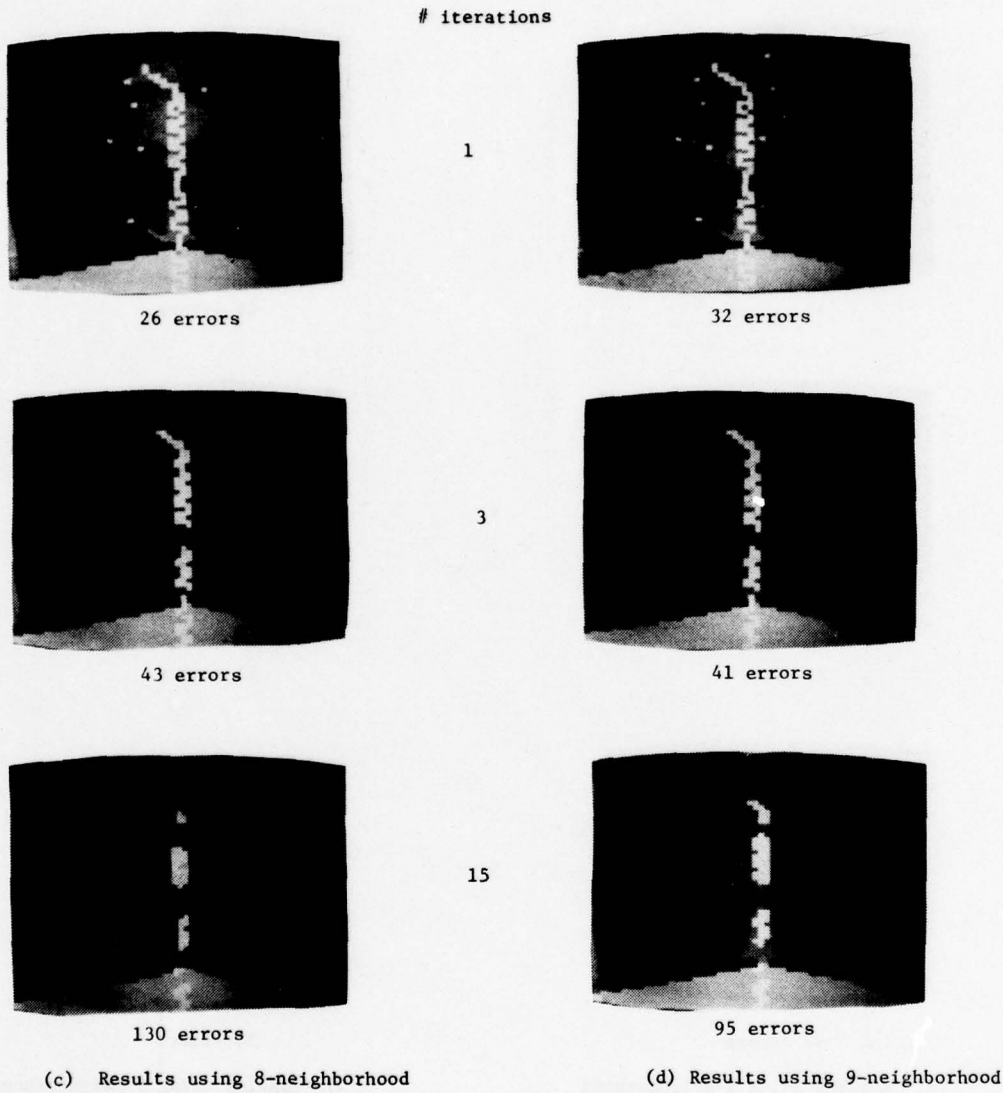 # iterations
1
26 errors
32 errors
3
43 errors
41 errors
15
130 errors
95 errors
(c) Results using 8-neighborhood
(d) Results using 9-neighborhood